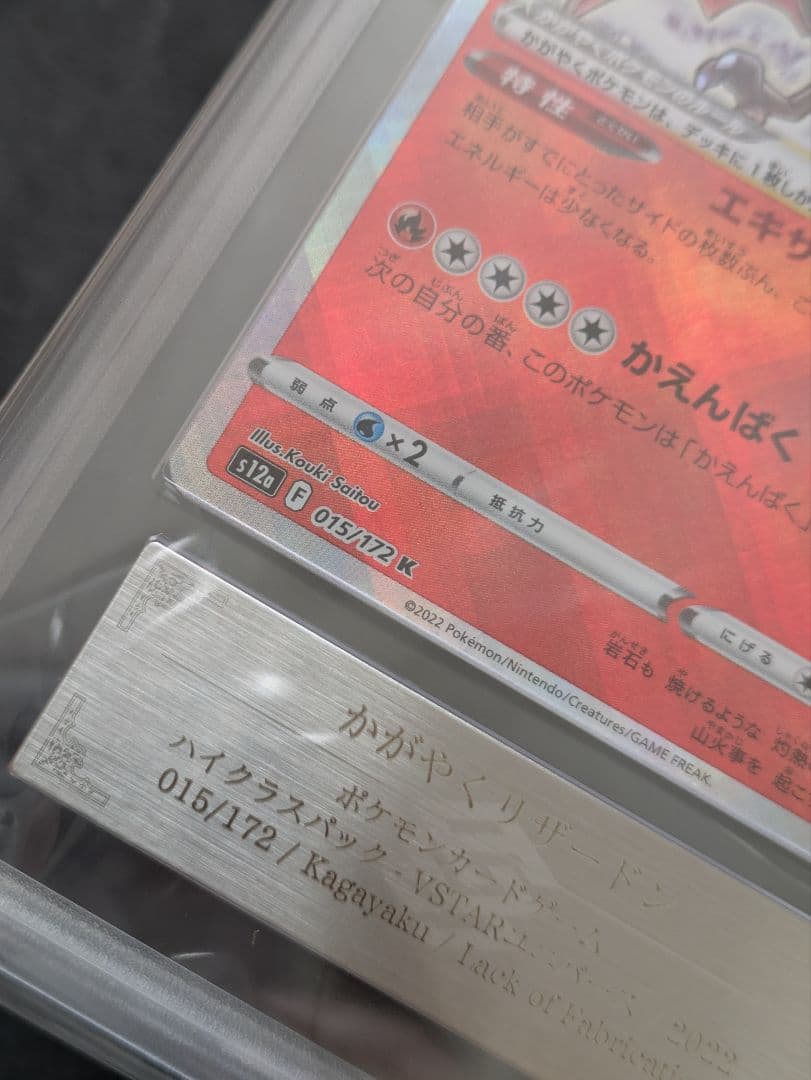 かがやくポケモンは、デッキに1枚しか
特性
エキサ
相手がすでにとったサイドの枚数ぶん、こ
エネルギーは少なくなる。
かえんばく
次の自分の番、このポケモンは「かえんばく」
弱点 ×2 抵抗力 にげる
Illus.Kouki Saitou
s12a F 015/172 K
©2022 Pokémon/Nintendo/Creatures/GAME FREAK.
岩石も 焼けるような 灼熱
山火事を 起こ
かがやくリザードン
ポケモンカードゲーム
ハイクラスパック - VSTARユニバース 2022
015/172 / Kagayaku / Lack of Fabricati